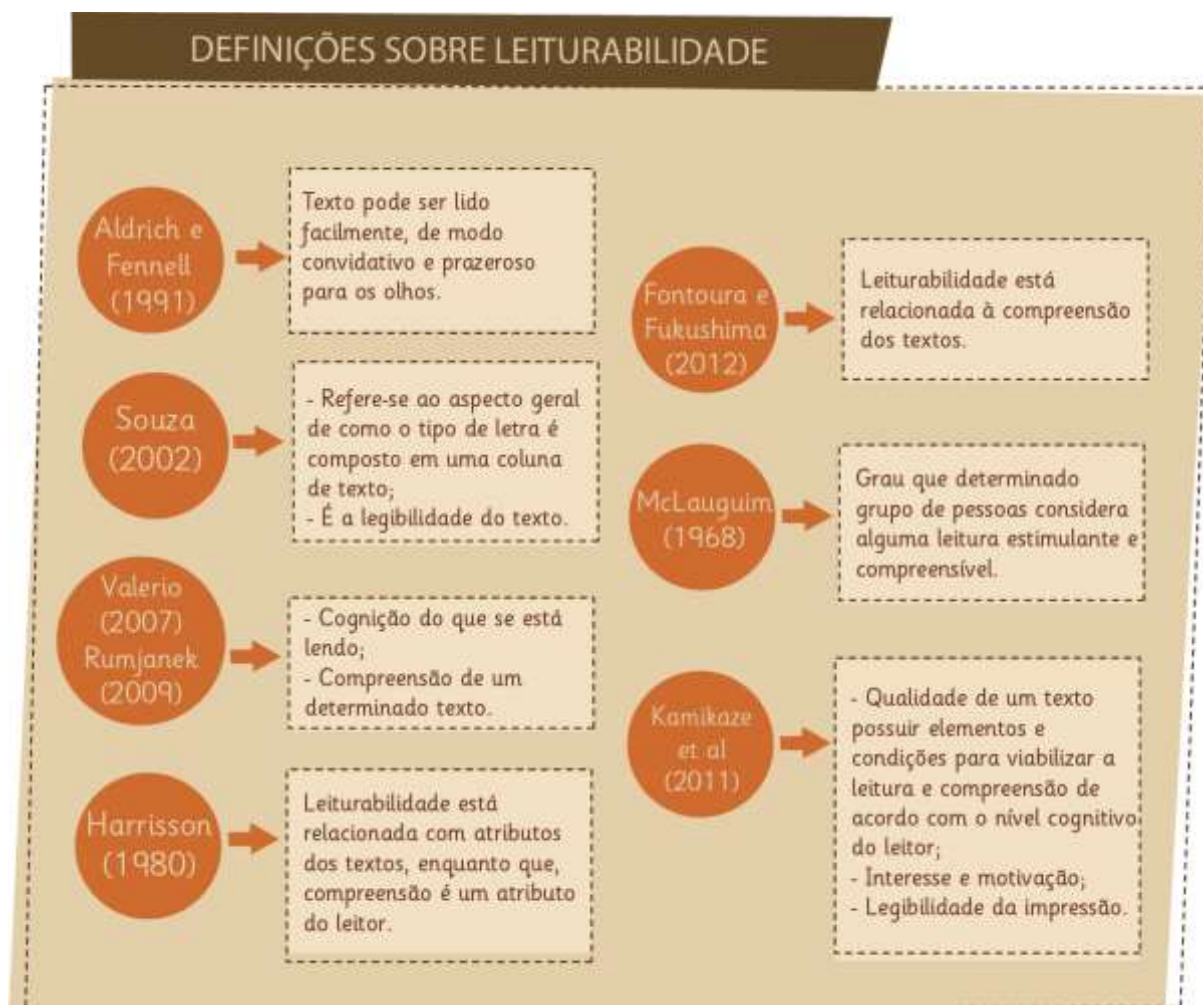 DEFINIÇÕES SOBRE LEITURABILIDADE
Aldrich e
Fennell
(1991)
Texto pode ser lido
facilmente, de modo
convidativo e prazeroso
para os olhos.
Souza
(2002)
- Refere-se ao aspecto geral
de como o tipo de letra é
composto em uma coluna
de texto;
- É a legibilidade do texto.
Valerio
(2007)
Rumjanek
(2009)
- Cognição do que se está
lendo;
- Compreensão de um
determinado texto.
Harrisson
(1980)
Leiturabilidade está
relacionada com atributos
dos textos, enquanto que,
compreensão é um atributo
do leitor.
Fontoura e
Fukushima
(2012)
Leiturabilidade está
relacionada à compreensão
dos textos.
McLauguim
(1968)
Grau que determinado
grupo de pessoas considera
alguma leitura estimulante e
compreensível.
Kamikaze
et al
(2011)
- Qualidade de um texto
possuir elementos e
condições para viabilizar a
leitura e compreensão de
acordo com o nível cognitivo
do leitor;
- Interesse e motivação;
- Legibilidade da impressão.